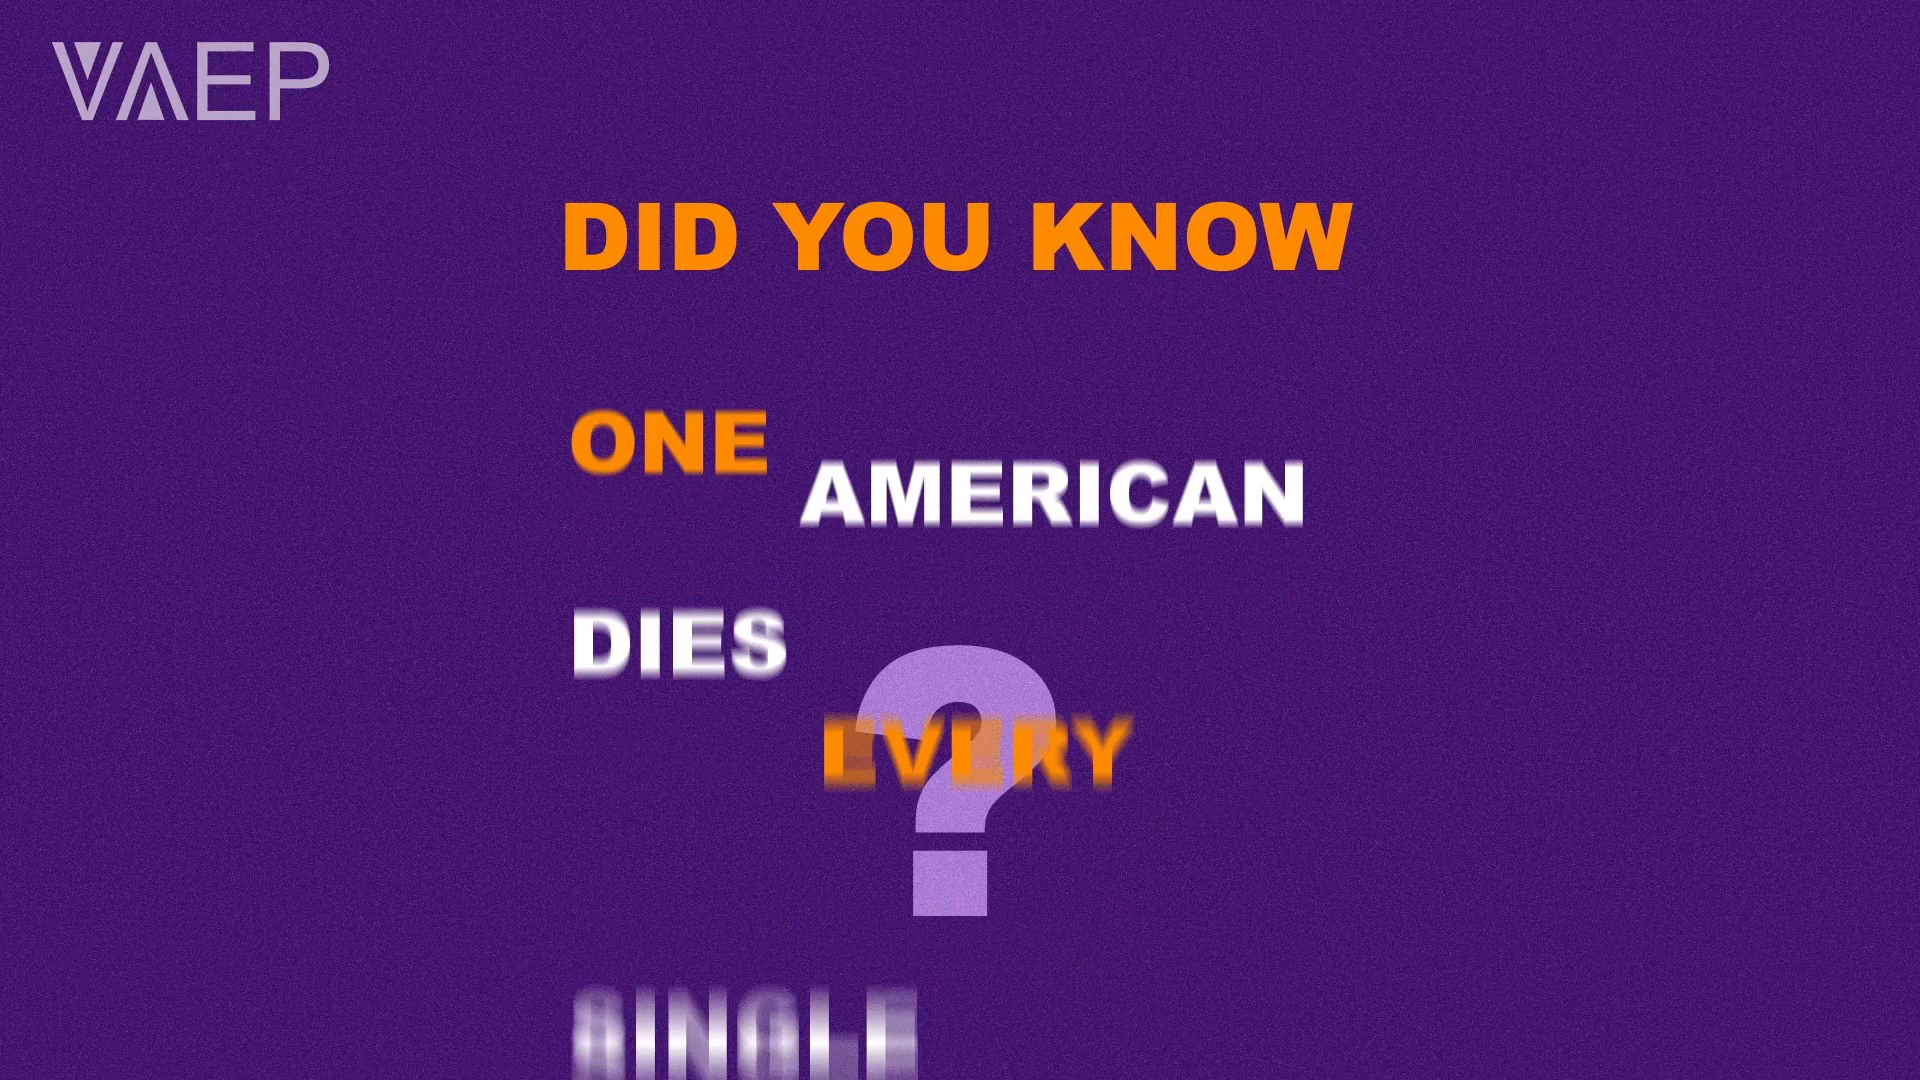 VAEP
DID YOU KNOW
ONE AMERICAN
DIES
EVERY
?
SINGLE